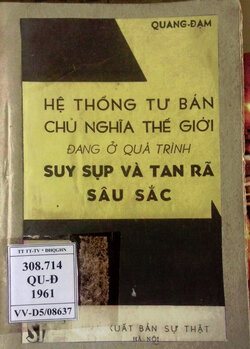 QUANG-ĐẠM
HỆ THỐNG TƯ BẢN
CHỦ NGHĨA THẾ GIỚI
ĐANG Ở QUÁ TRÌNH
SUY SỤP VÀ TAN RÃ
SÂU SẮC
TT TT-TV * ĐHQGHN
308.714
QU-Đ
1961
VV-D5/08637
XUẤT BẢN SỰ THẬT
HÀ-NỘI